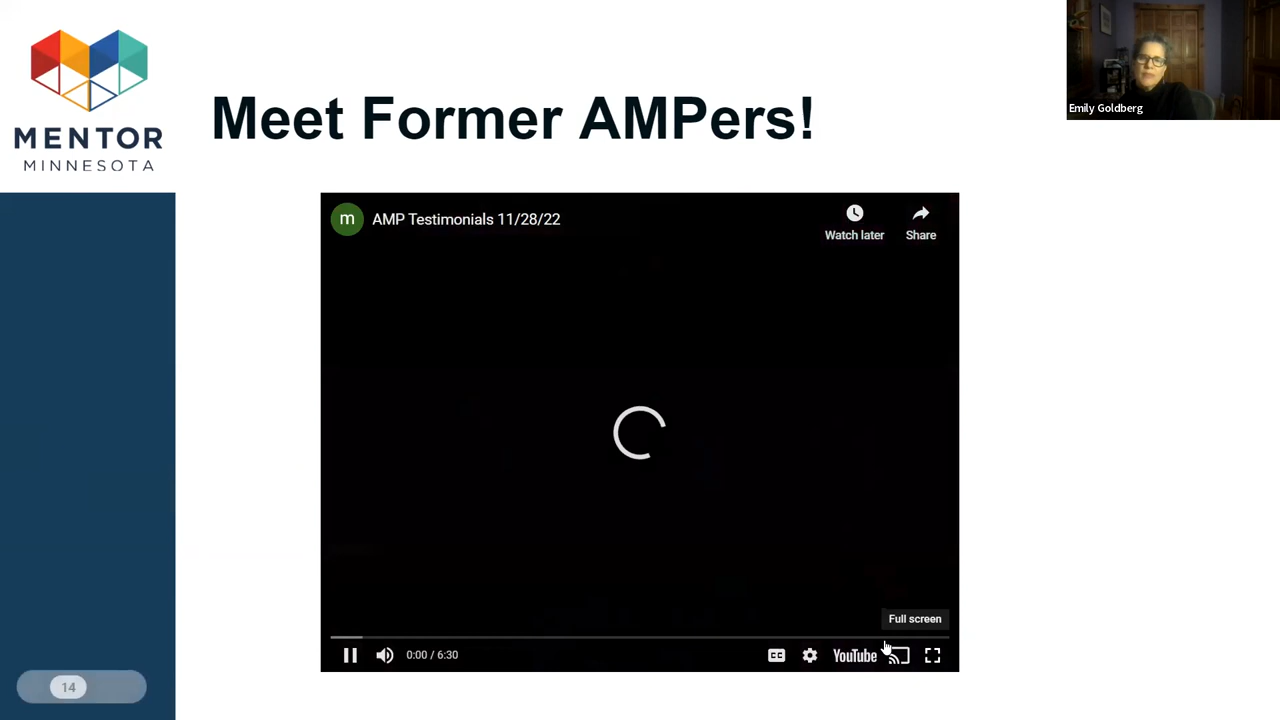 MENTOR
MINNESOTA
Meet Former AMPers!
Emily Goldberg
m
AMP Testimonials 11/28/22
Watch later
Share
Full screen
0:00 / 6:30
CC
YouTube
14